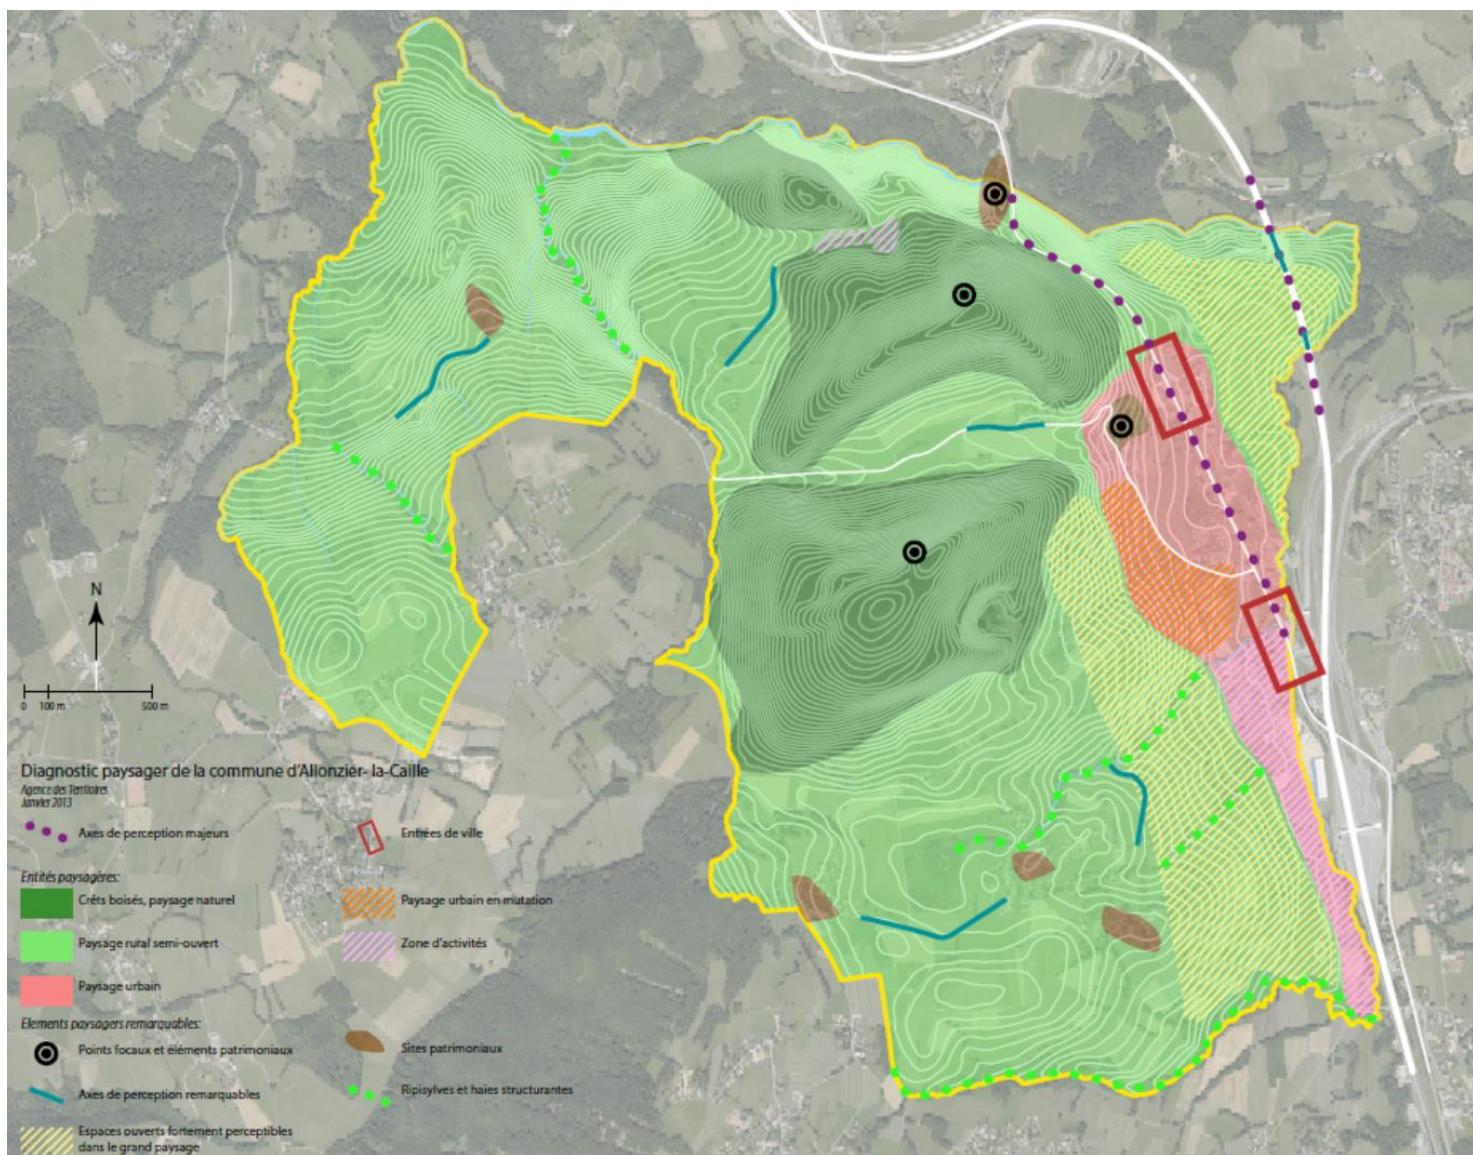 N
0 100 m 500 m
Diagnostic paysager de la commune d'Allonzier- la-Caille
Agence des Territoires
Janvier 2013
Axes de perception majeurs
Entrées de ville
Entités paysagères:
Crêts boisés, paysage naturel
Paysage urbain en mutation
Paysage rural semi-ouvert
Zone d'activités
Paysage urbain
Elements paysagers remarquables:
Points focaux et éléments patrimoniaux
Sites patrimoniaux
Axes de perception remarquables
Ripisylves et haies structurantes
Espaces ouverts fortement perceptibles
dans le grand paysage